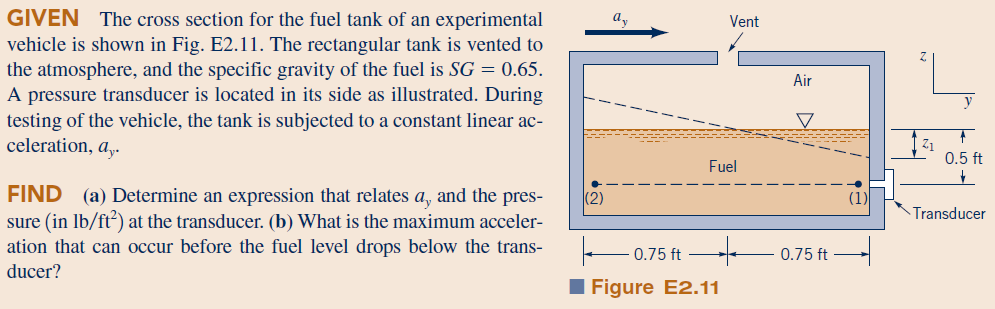 GIVEN The cross section for the fuel tank of an experimental
vehicle is shown in Fig. E2.11. The rectangular tank is vented to
the atmosphere, and the specific gravity of the fuel is SG = 0.65.
A pressure transducer is located in its side as illustrated. During
testing of the vehicle, the tank is subjected to a constant linear ac-
celeration, a_y.
FIND (a) Determine an expression that relates a_y and the pres-
sure (in lb/ft²) at the transducer. (b) What is the maximum acceler-
ation that can occur before the fuel level drops below the trans-
ducer?
a_y
Vent
Air
z
y
z₁
0.5 ft
Fuel
(2)
(1)
Transducer
0.75 ft
0.75 ft
Figure E2.11